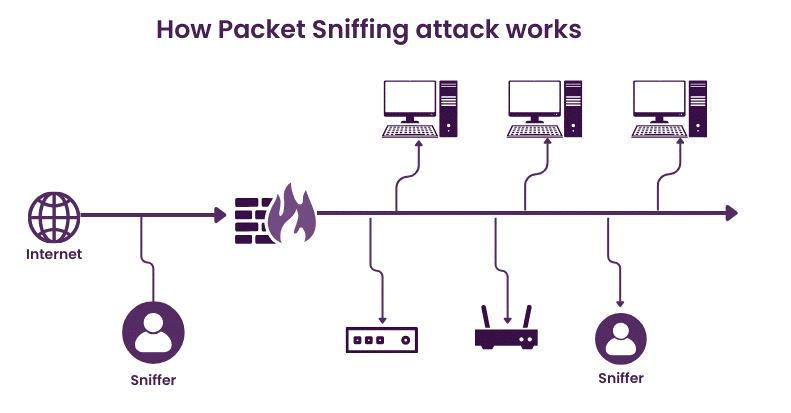 How Packet Sniffing attack works
Internet
Sniffer
Sniffer